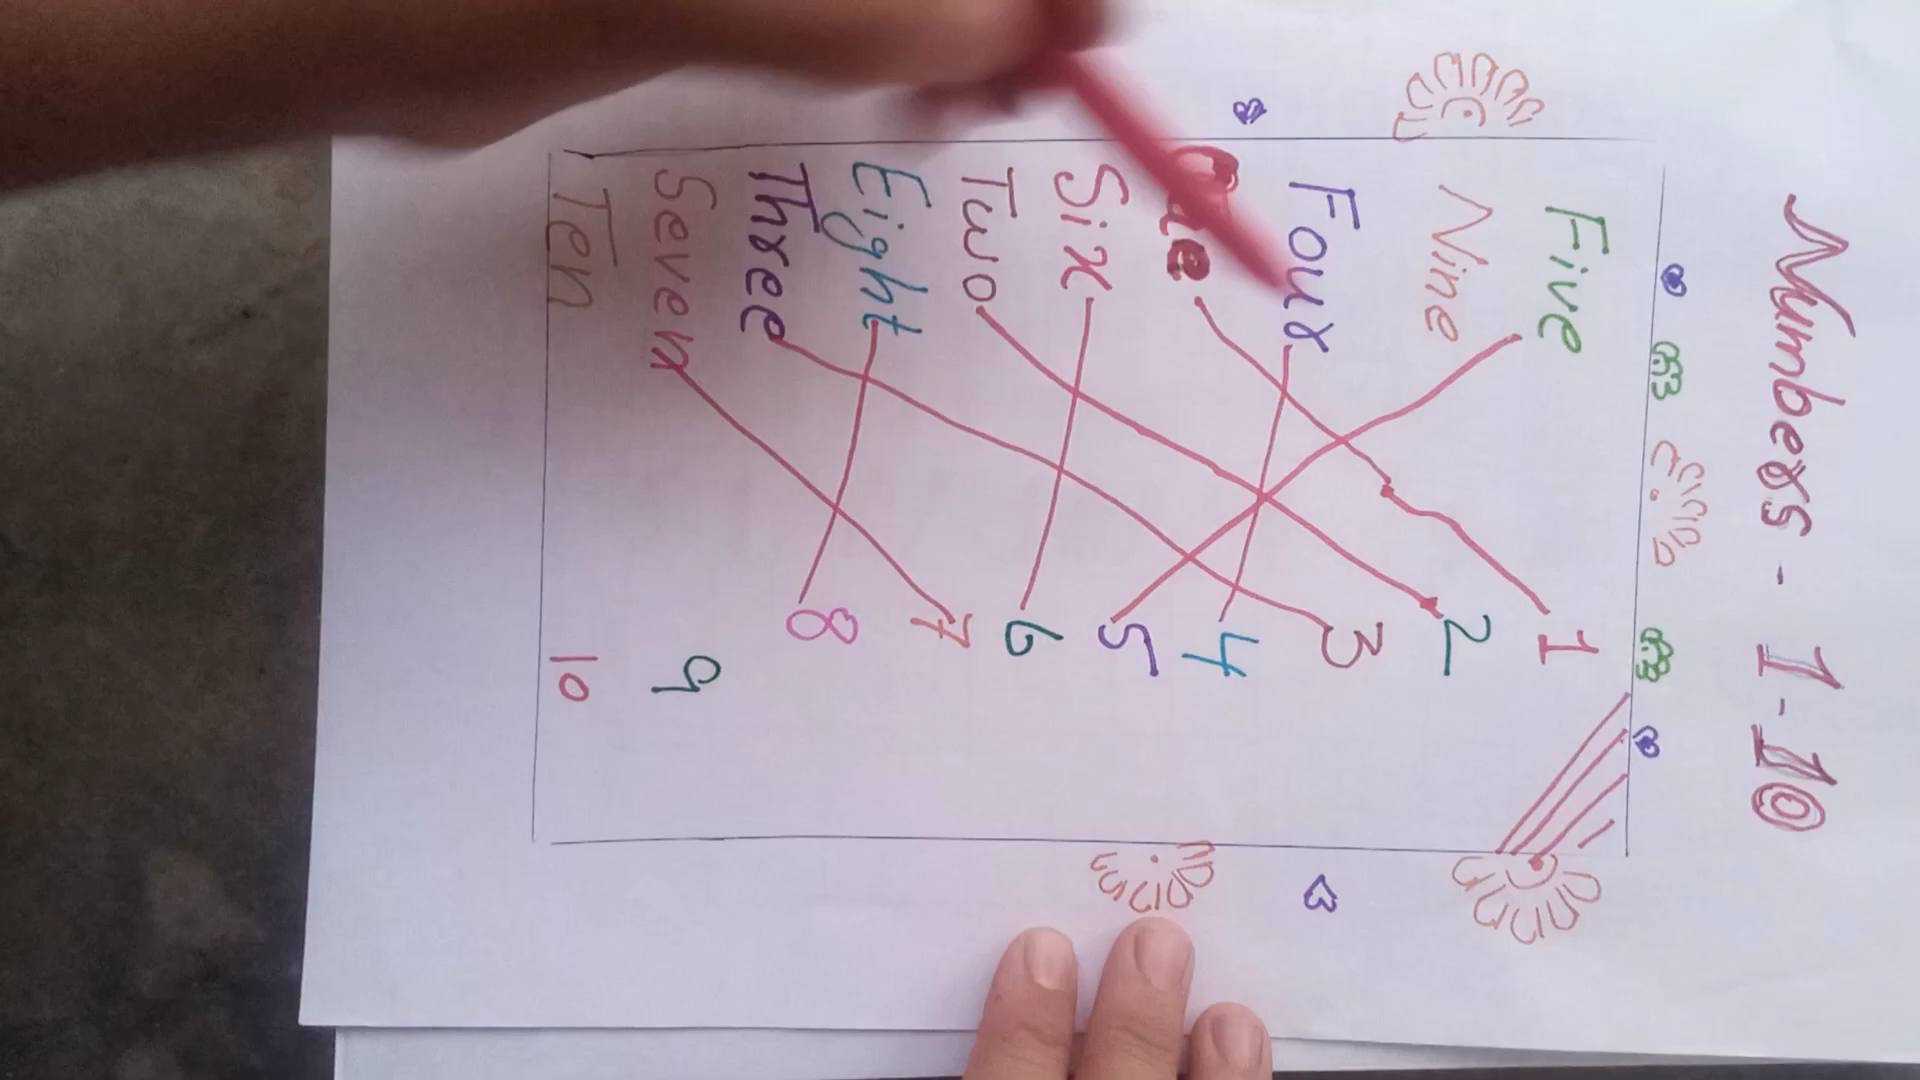 Numbers - 1-10
Five 1
Nine 2
Four 3
4
Six 5
Two 6
Eight 7
Three 8
Seven 9
Ten 10